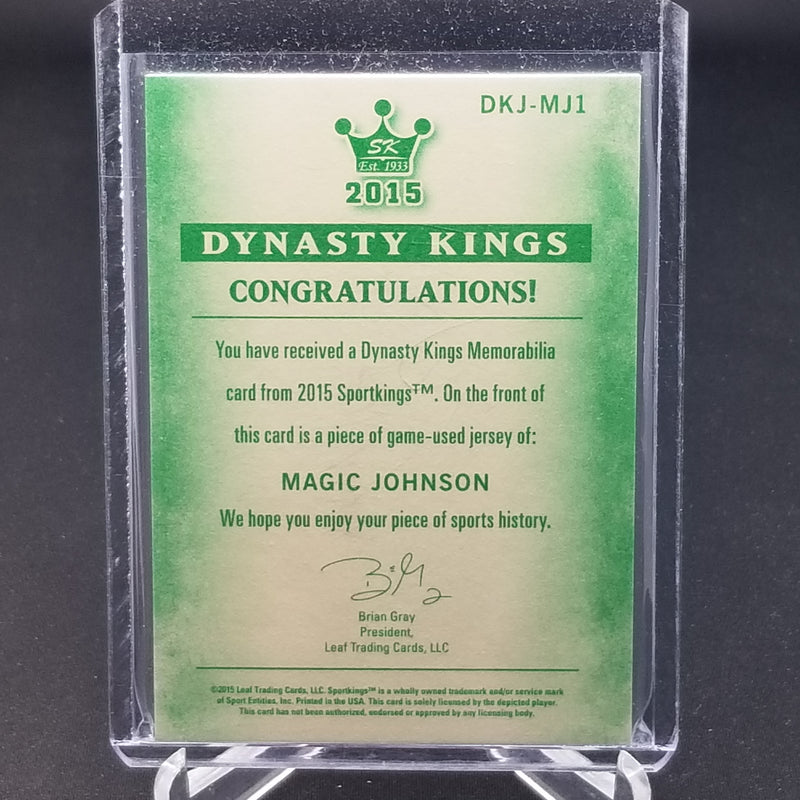 DKJ-MJ1
SK
Est. 1933
2015
DYNASTY KINGS
CONGRATULATIONS!
You have received a Dynasty Kings Memorabilia
card from 2015 Sportkings™. On the front of
this card is a piece of game-used jersey of:
MAGIC JOHNSON
We hope you enjoy your piece of sports history.
Brian Gray
President,
Leaf Trading Cards, LLC
©2015 Leaf Trading Cards, LLC. Sportkings™ is a wholly owned trademark and/or service mark
of Sport Entities, Inc. Printed in the USA. This card is solely licensed by the depicted player.
This card has not been authorized, endorsed or approved by any licensing body.